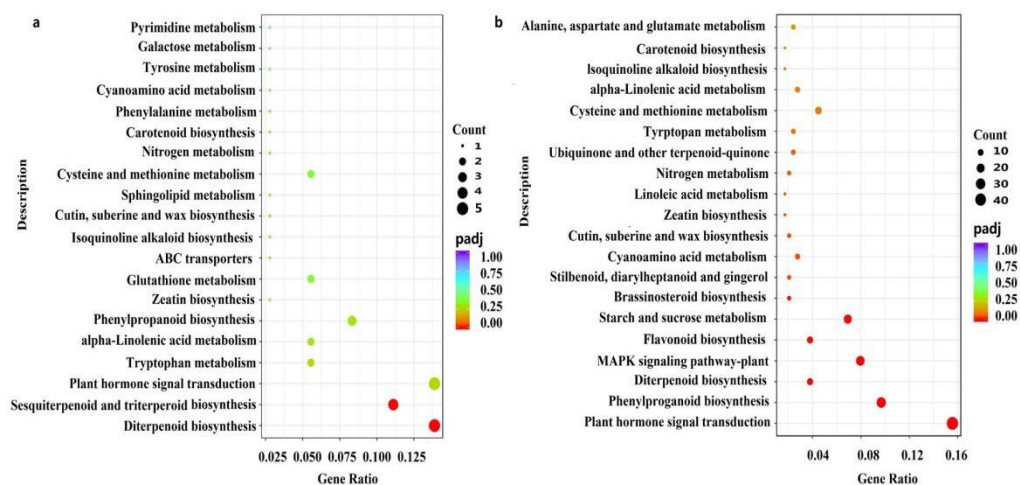 a
Description
Pyrimidine metabolism
Galactose metabolism
Tyrosine metabolism
Cyanoamino acid metabolism
Phenylalanine metabolism
Carotenoid biosynthesis
Nitrogen metabolism
Cysteine and methionine metabolism
Sphingolipid metabolism
Cutin, suberine and wax biosynthesis
Isoquinoline alkaloid biosynthesis
ABC transporters
Glutathione metabolism
Zeatin biosynthesis
Phenylpropanoid biosynthesis
alpha-Linolenic acid metabolism
Tryptophan metabolism
Plant hormone signal transduction
Sesquiterpenoid and triterperoid biosynthesis
Diterpenoid biosynthesis
0.025 0.050 0.075 0.100 0.125
Gene Ratio
Count
1
2
3
4
5
padj
1.00
0.75
0.50
0.25
0.00
b
Description
Alanine, aspartate and glutamate metabolism
Carotenoid biosynthesis
Isoquinoline alkaloid biosynthesis
alpha-Linolenic acid metabolism
Cysteine and methionine metabolism
Tyrptopan metabolism
Ubiquinone and other terpenoid-quinone
Nitrogen metabolism
Linoleic acid metabolism
Zeatin biosynthesis
Cutin, suberine and wax biosynthesis
Cyanoamino acid metabolism
Stilbenoid, diarylheptanoid and gingerol
Brassinosteroid biosynthesis
Starch and sucrose metabolism
Flavonoid biosynthesis
MAPK signaling pathway-plant
Diterpenoid biosynthesis
Phenylproganoid biosynthesis
Plant hormone signal transduction
0.04 0.08 0.12 0.16
Gene Ratio
Count
10
20
30
40
padj
1.00
0.75
0.50
0.25
0.00